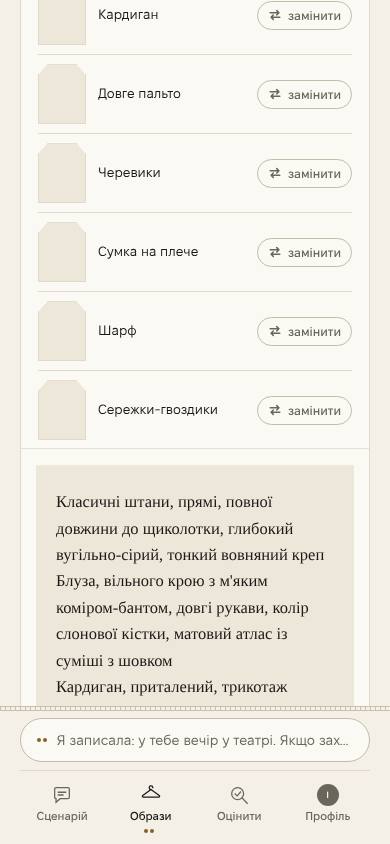 Кардиган
замінити
Довге пальто
замінити
Черевики
замінити
Сумка на плече
замінити
Шарф
замінити
Сережки-гвоздики
замінити
Класичні штани, прямі, повної
довжини до щиколотки, глибокий
вугільно-сірий, тонкий вовняний креп
Блуза, вільного крою з м'яким
коміром-бантом, довгі рукави, колір
слонової кістки, матовий атлас із
суміші з шовком
Кардиган, приталений, трикотаж
Я записала: у тебе вечір у театрі. Якщо зах...
Сценарій
Образи
Оцінити
І
Профіль